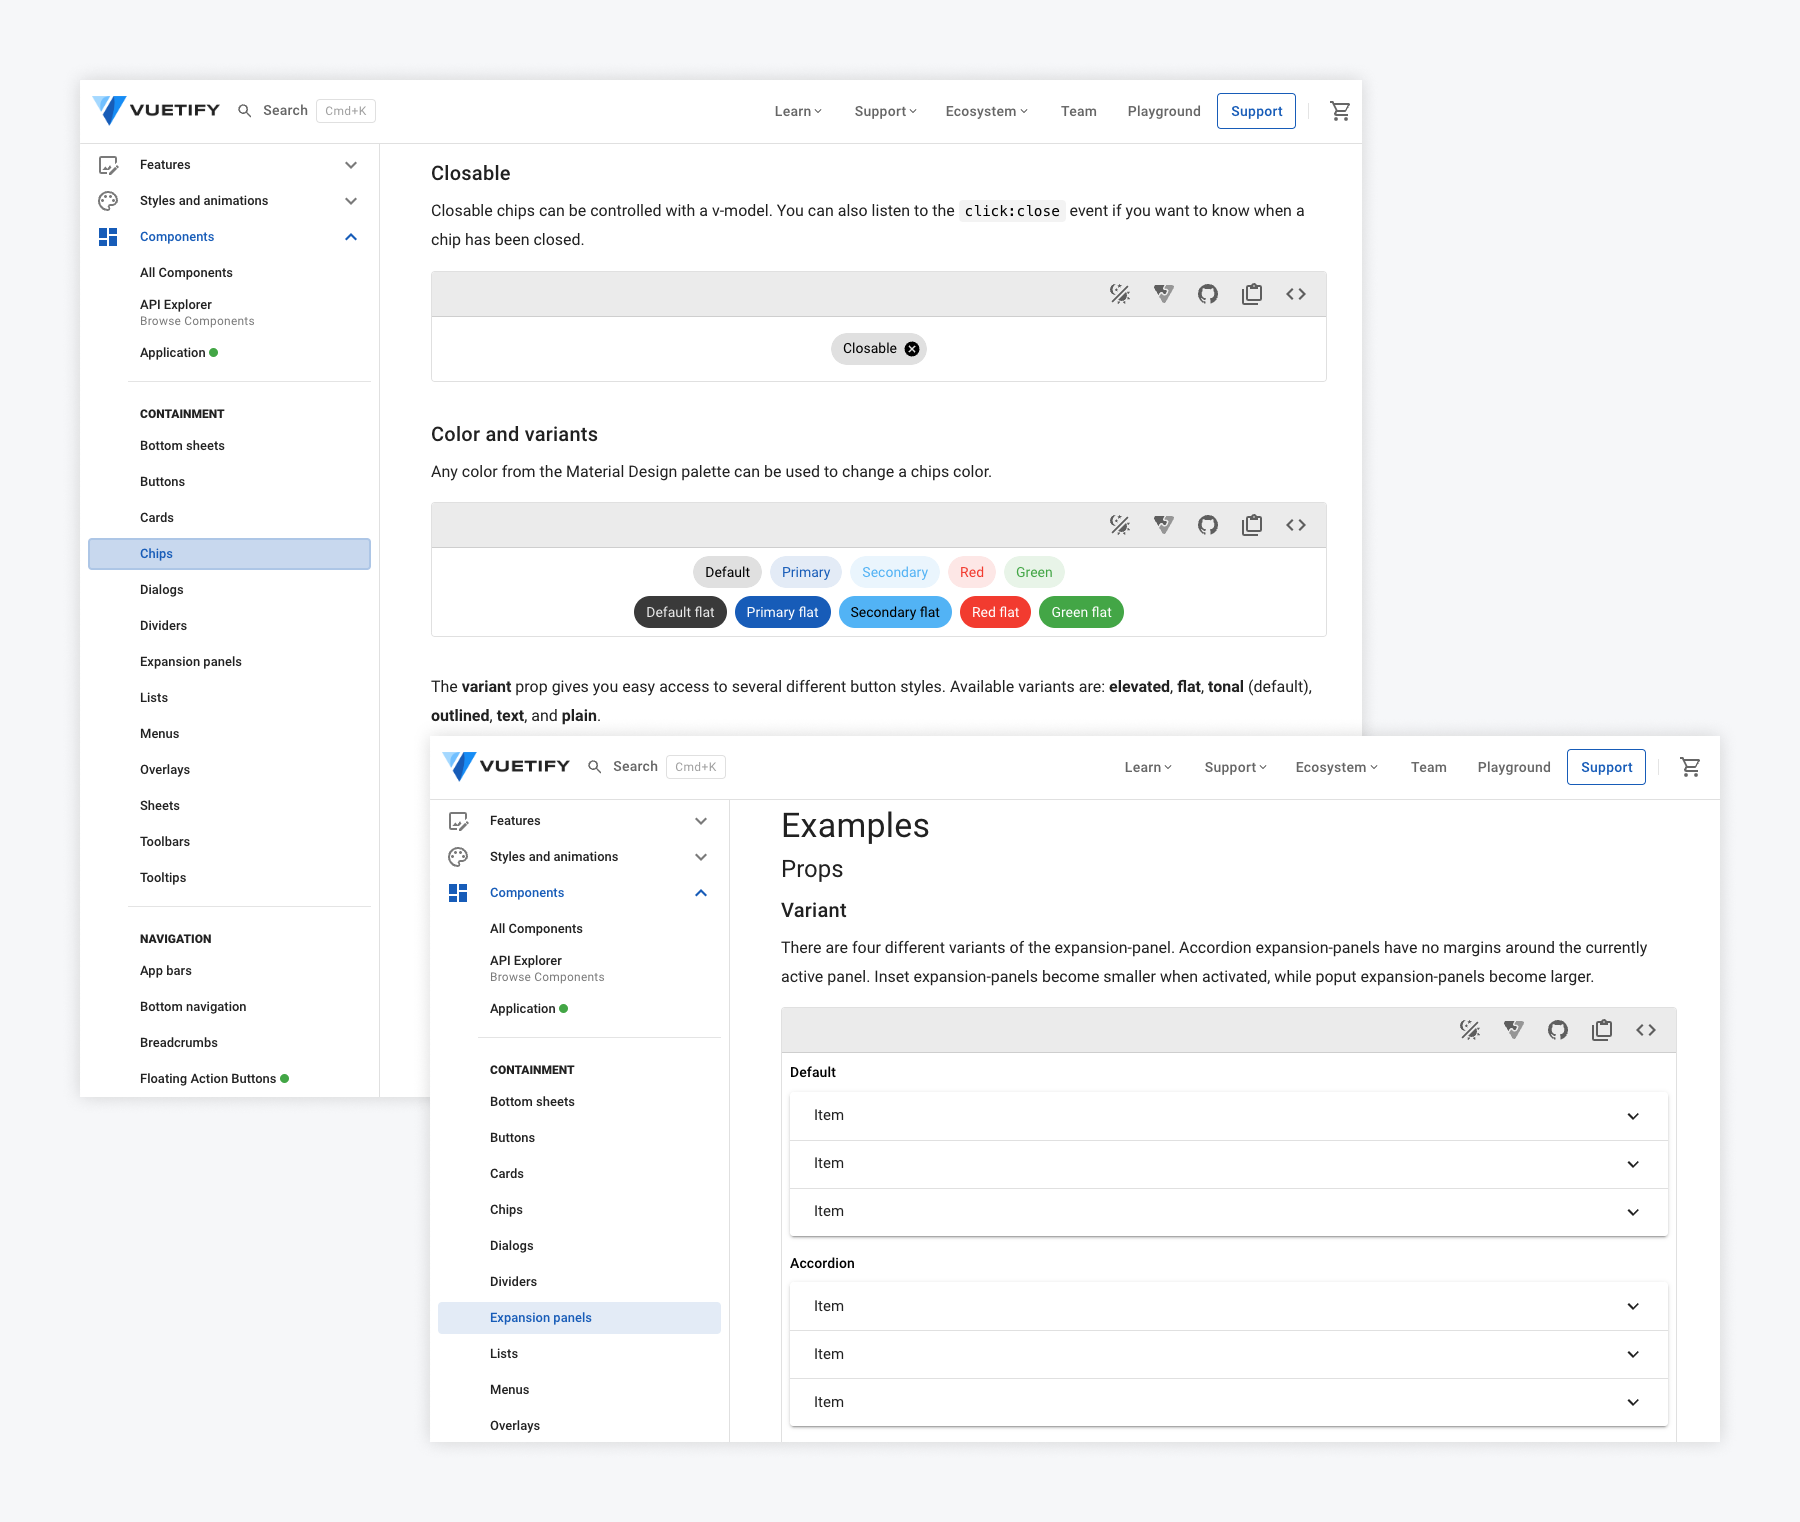 VUETIFY
Search Cmd+K
Learn
Support
Ecosystem
Team
Playground
Support
Features
Styles and animations
Components
All Components
API Explorer
Browse Components
Application
CONTAINMENT
Bottom sheets
Buttons
Cards
Chips
Dialogs
Dividers
Expansion panels
Lists
Menus
Overlays
Sheets
Toolbars
Tooltips
NAVIGATION
App bars
Bottom navigation
Breadcrumbs
Floating Action Buttons
Closable
Closable chips can be controlled with a v-model. You can also listen to the click:close event if you want to know when a
chip has been closed.
Closable
Color and variants
Any color from the Material Design palette can be used to change a chips color.
Default Primary Secondary Red Green
Default flat Primary flat Secondary flat Red flat Green flat
The variant prop gives you easy access to several different button styles. Available variants are: elevated, flat, tonal (default),
outlined, text, and plain.
VUETIFY
Search Cmd+K
Learn
Support
Ecosystem
Team
Playground
Support
Features
Styles and animations
Components
All Components
API Explorer
Browse Components
Application
CONTAINMENT
Bottom sheets
Buttons
Cards
Chips
Dialogs
Dividers
Expansion panels
Lists
Menus
Overlays
Examples
Props
Variant
There are four different variants of the expansion-panel. Accordion expansion-panels have no margins around the currently
active panel. Inset expansion-panels become smaller when activated, while poput expansion-panels become larger.
Default
Item
Item
Item
Accordion
Item
Item
Item